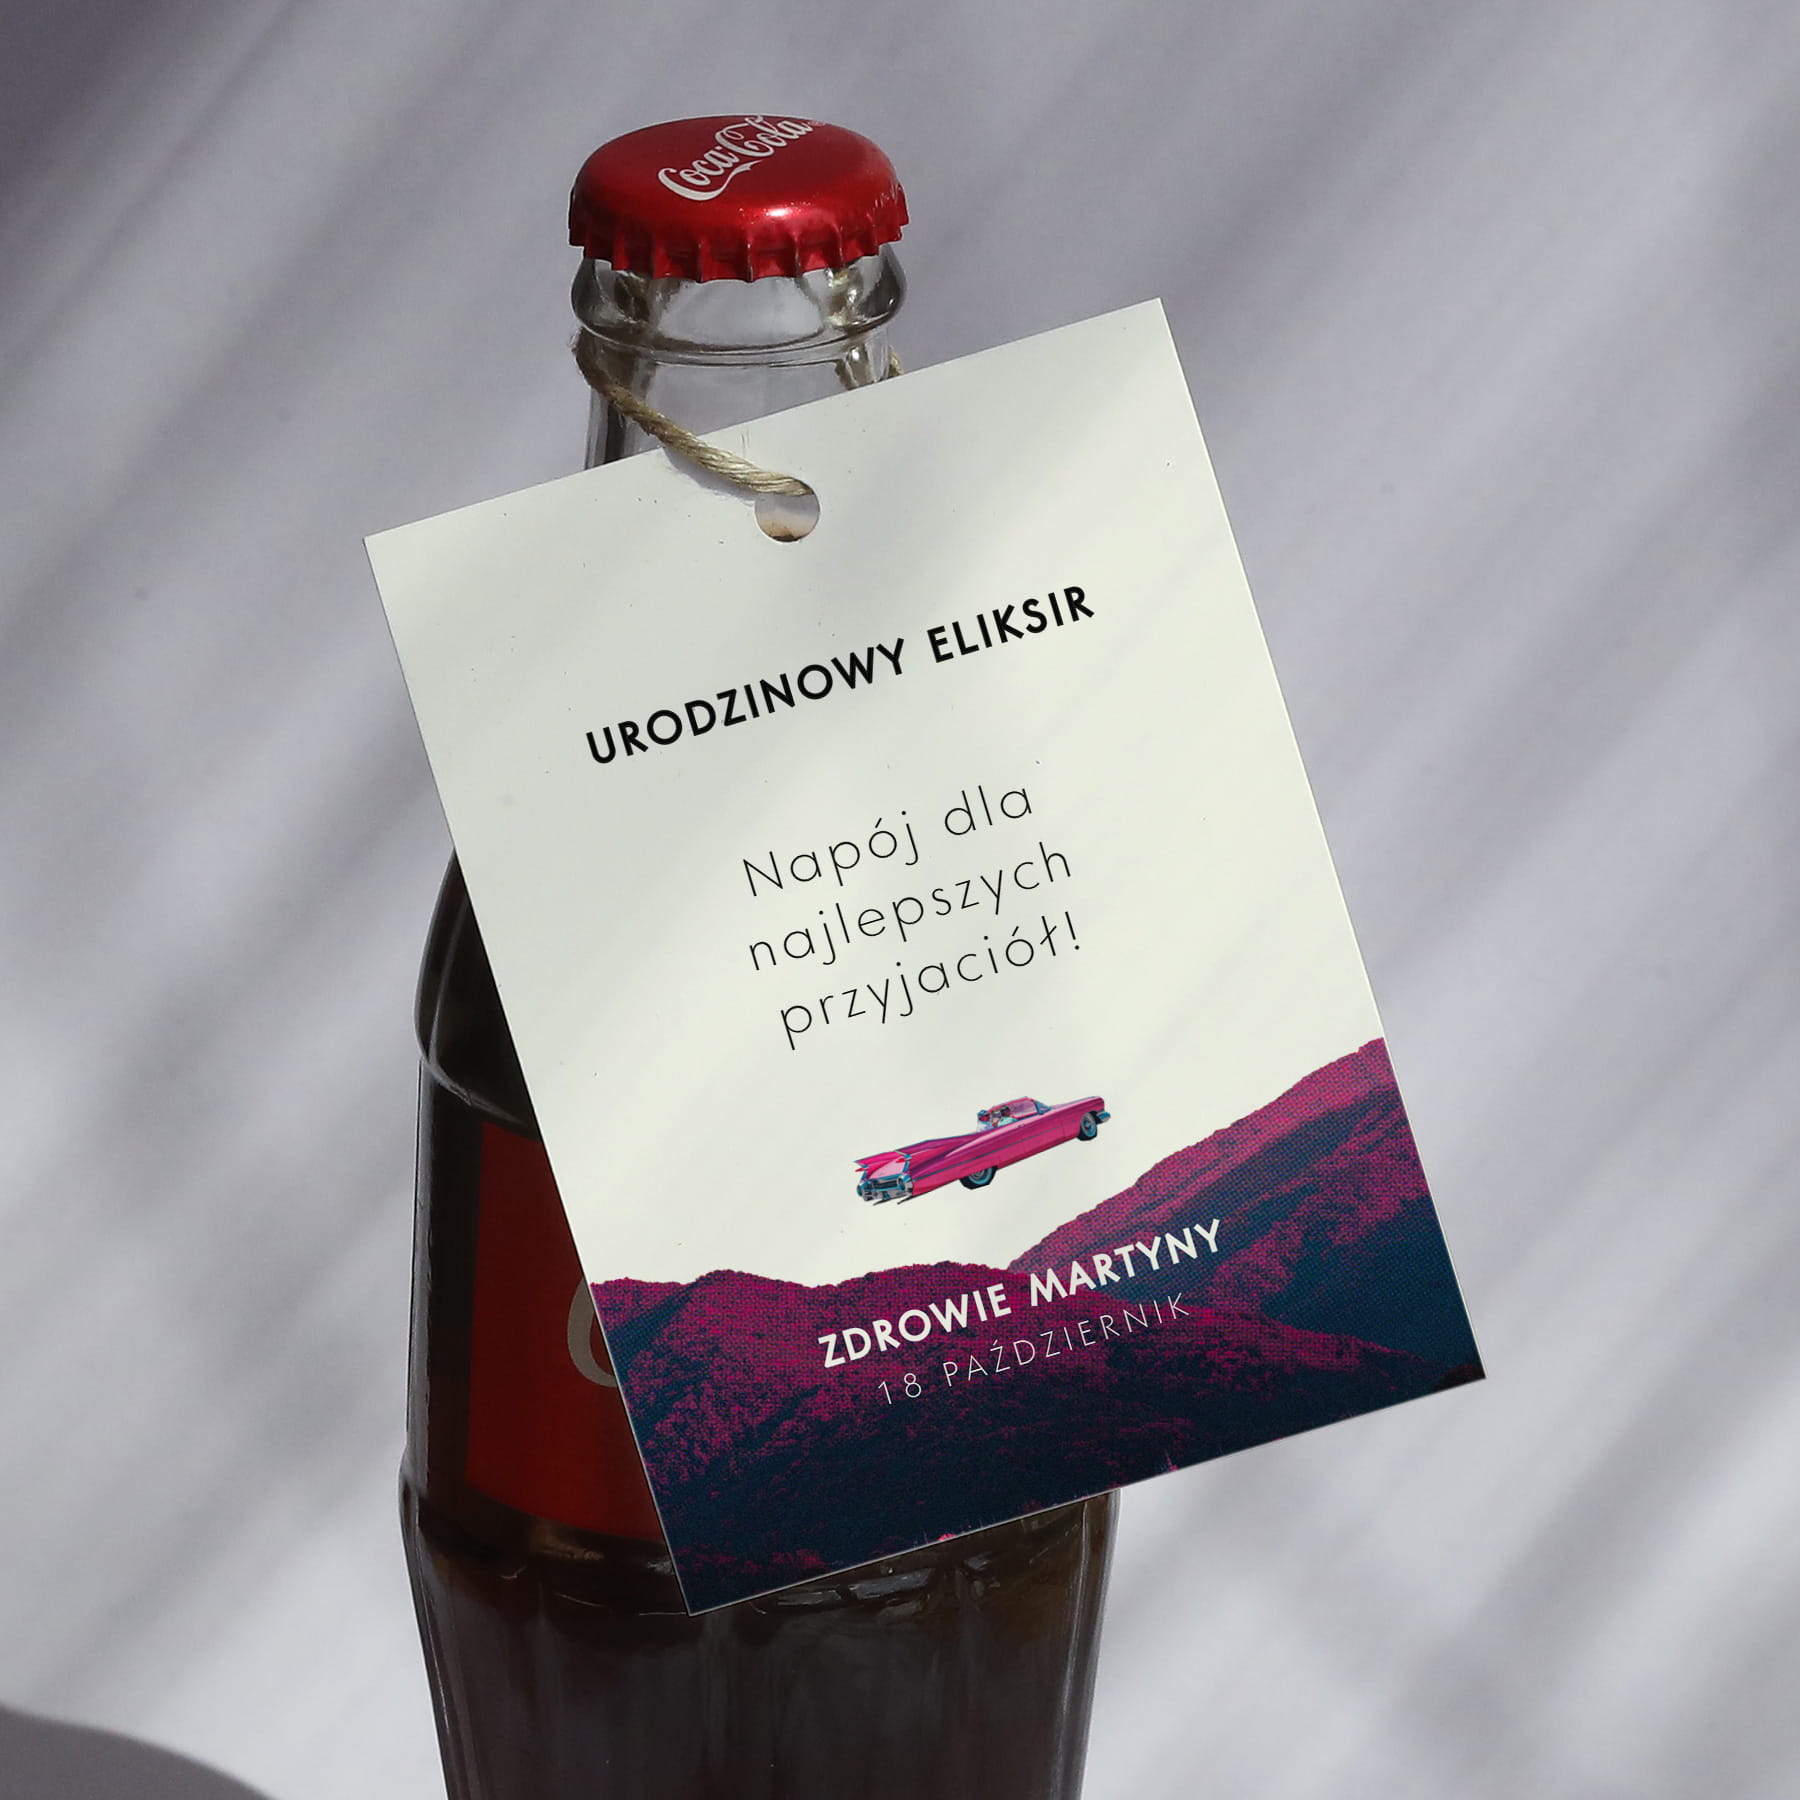 Coca-Cola
URODZINOWY ELIKSIR
Napój dla
najlepszych
przyjaciół!
ZDROWIE MARTYNY
18 PAŹDZIERNIK